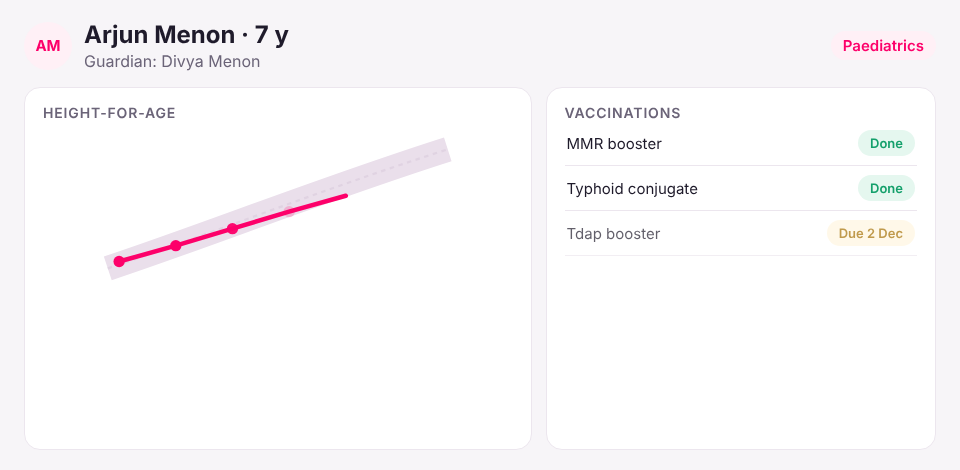 AM
Arjun Menon · 7 y
Guardian: Divya Menon
Paediatrics
HEIGHT-FOR-AGE
VACCINATIONS
MMR booster
Done
Typhoid conjugate
Done
Tdap booster
Due 2 Dec